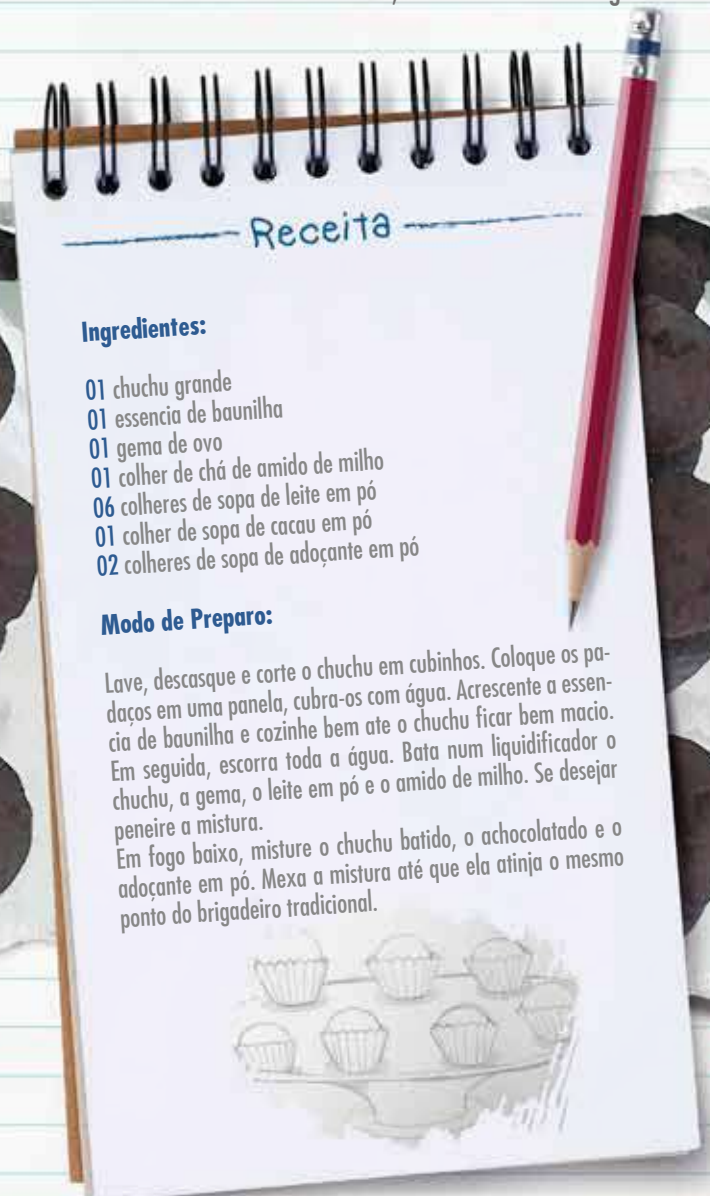 Receita
Ingredientes:
01 chuchu grande
01 essencia de baunilha
01 gema de ovo
01 colher de chá de amido de milho
06 colheres de sopa de leite em pó
01 colher de sopa de cacau em pó
02 colheres de sopa de adoçante em pó
Modo de Preparo:
Lave, descasque e corte o chuchu em cubinhos. Coloque os pa-
daços em uma panela, cubra-os com água. Acrescente a essen-
cia de baunilha e cozinhe bem ate o chuchu ficar bem macio.
Em seguida, escorra toda a água. Bata num liquidificador o
chuchu, a gema, o leite em pó e o amido de milho. Se desejar
peneire a mistura.
Em fogo baixo, misture o chuchu batido, o achocolatado e o
adoçante em pó. Mexa a mistura até que ela atinja o mesmo
ponto do brigadeiro tradicional.